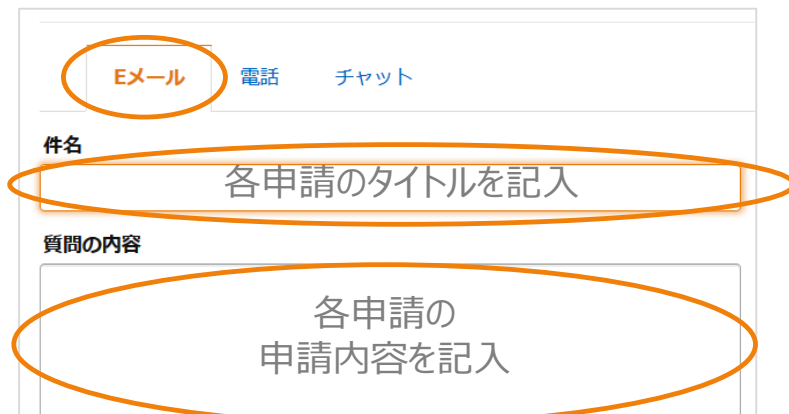 Eメール 電話 チャット
件名
各申請のタイトルを記入
質問の内容
各申請の
申請内容を記入